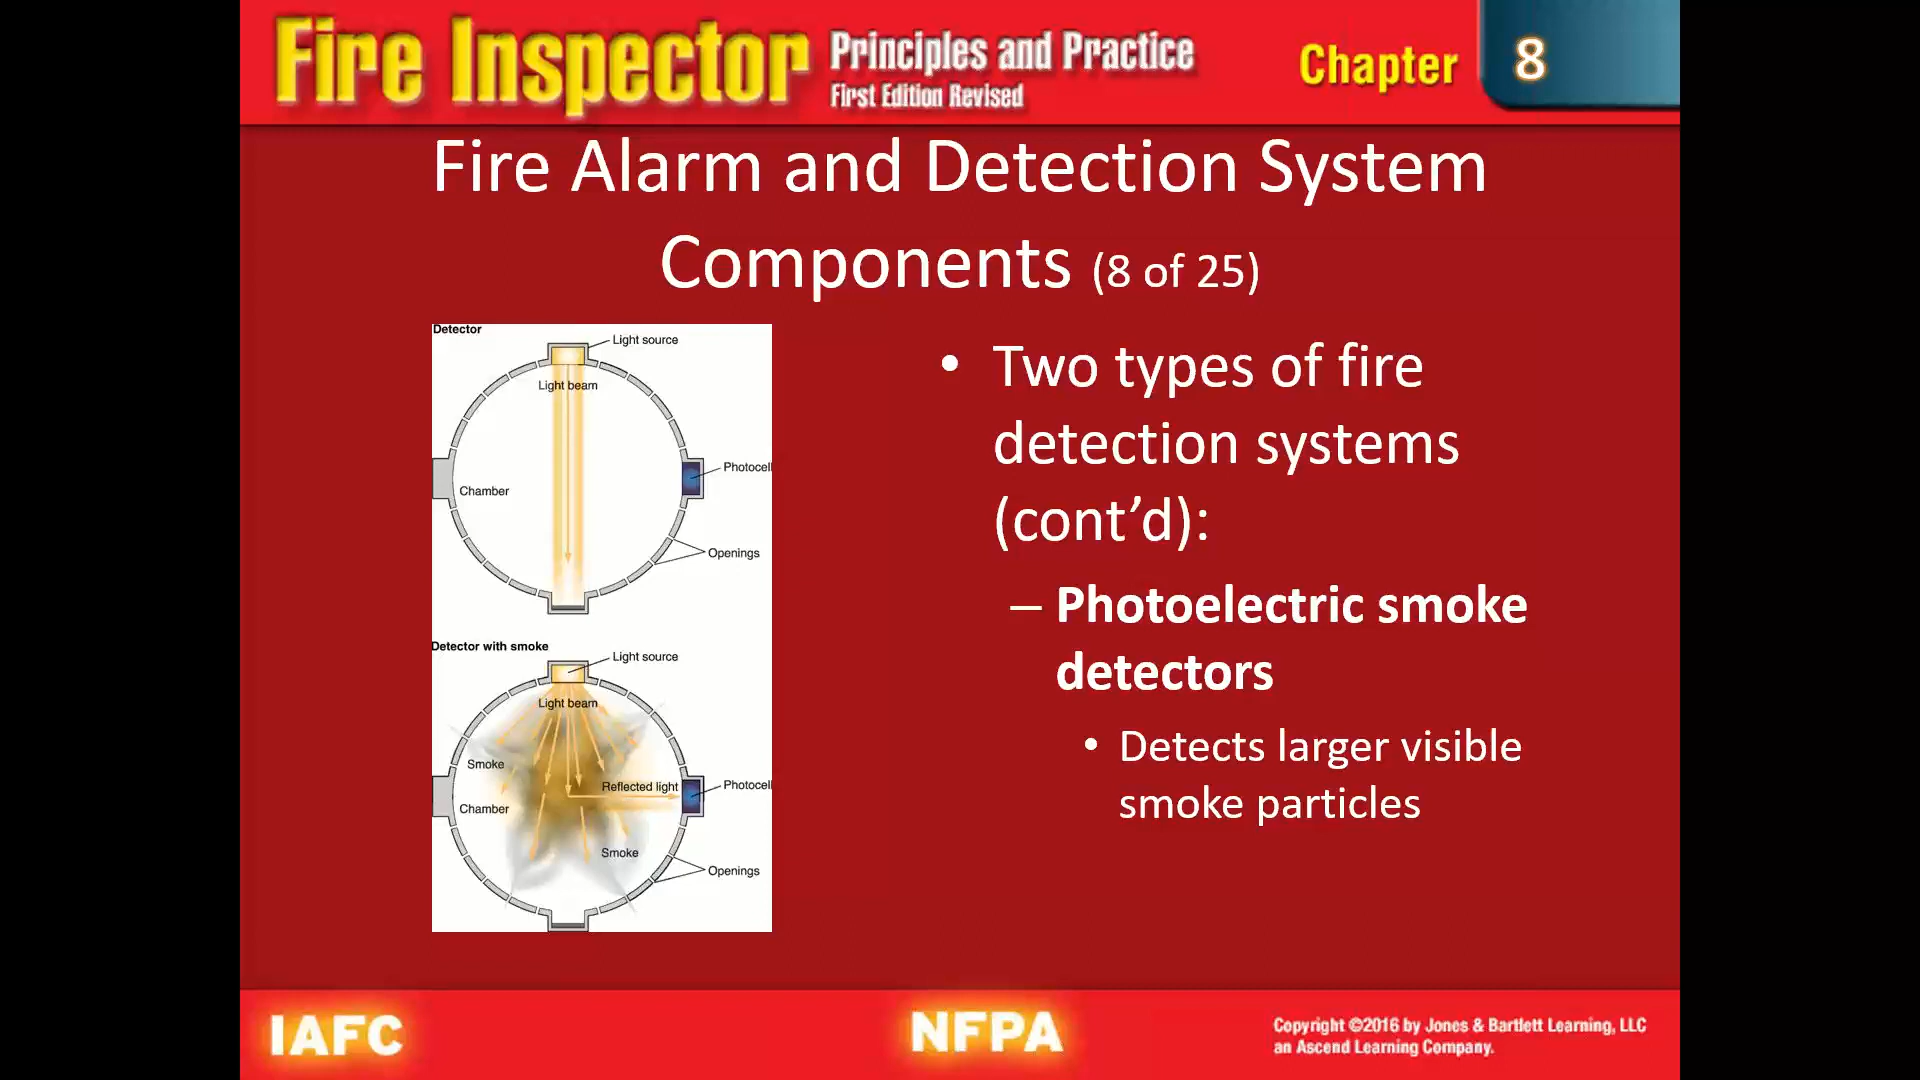 Fire Inspector Principles and Practice
First Edition Revised
Chapter 8
Fire Alarm and Detection System
Components (8 of 25)
Detector
Light source
Light beam
Photocell
Chamber
Openings
Detector with smoke
Light source
Light beam
Smoke
Reflected light
Photocell
Chamber
Smoke
Openings
• Two types of fire
detection systems
(cont’d):
– Photoelectric smoke
detectors
• Detects larger visible
smoke particles
IAFC
NFPA
Copyright ©2016 by Jones & Bartlett Learning, LLC
an Ascend Learning Company.